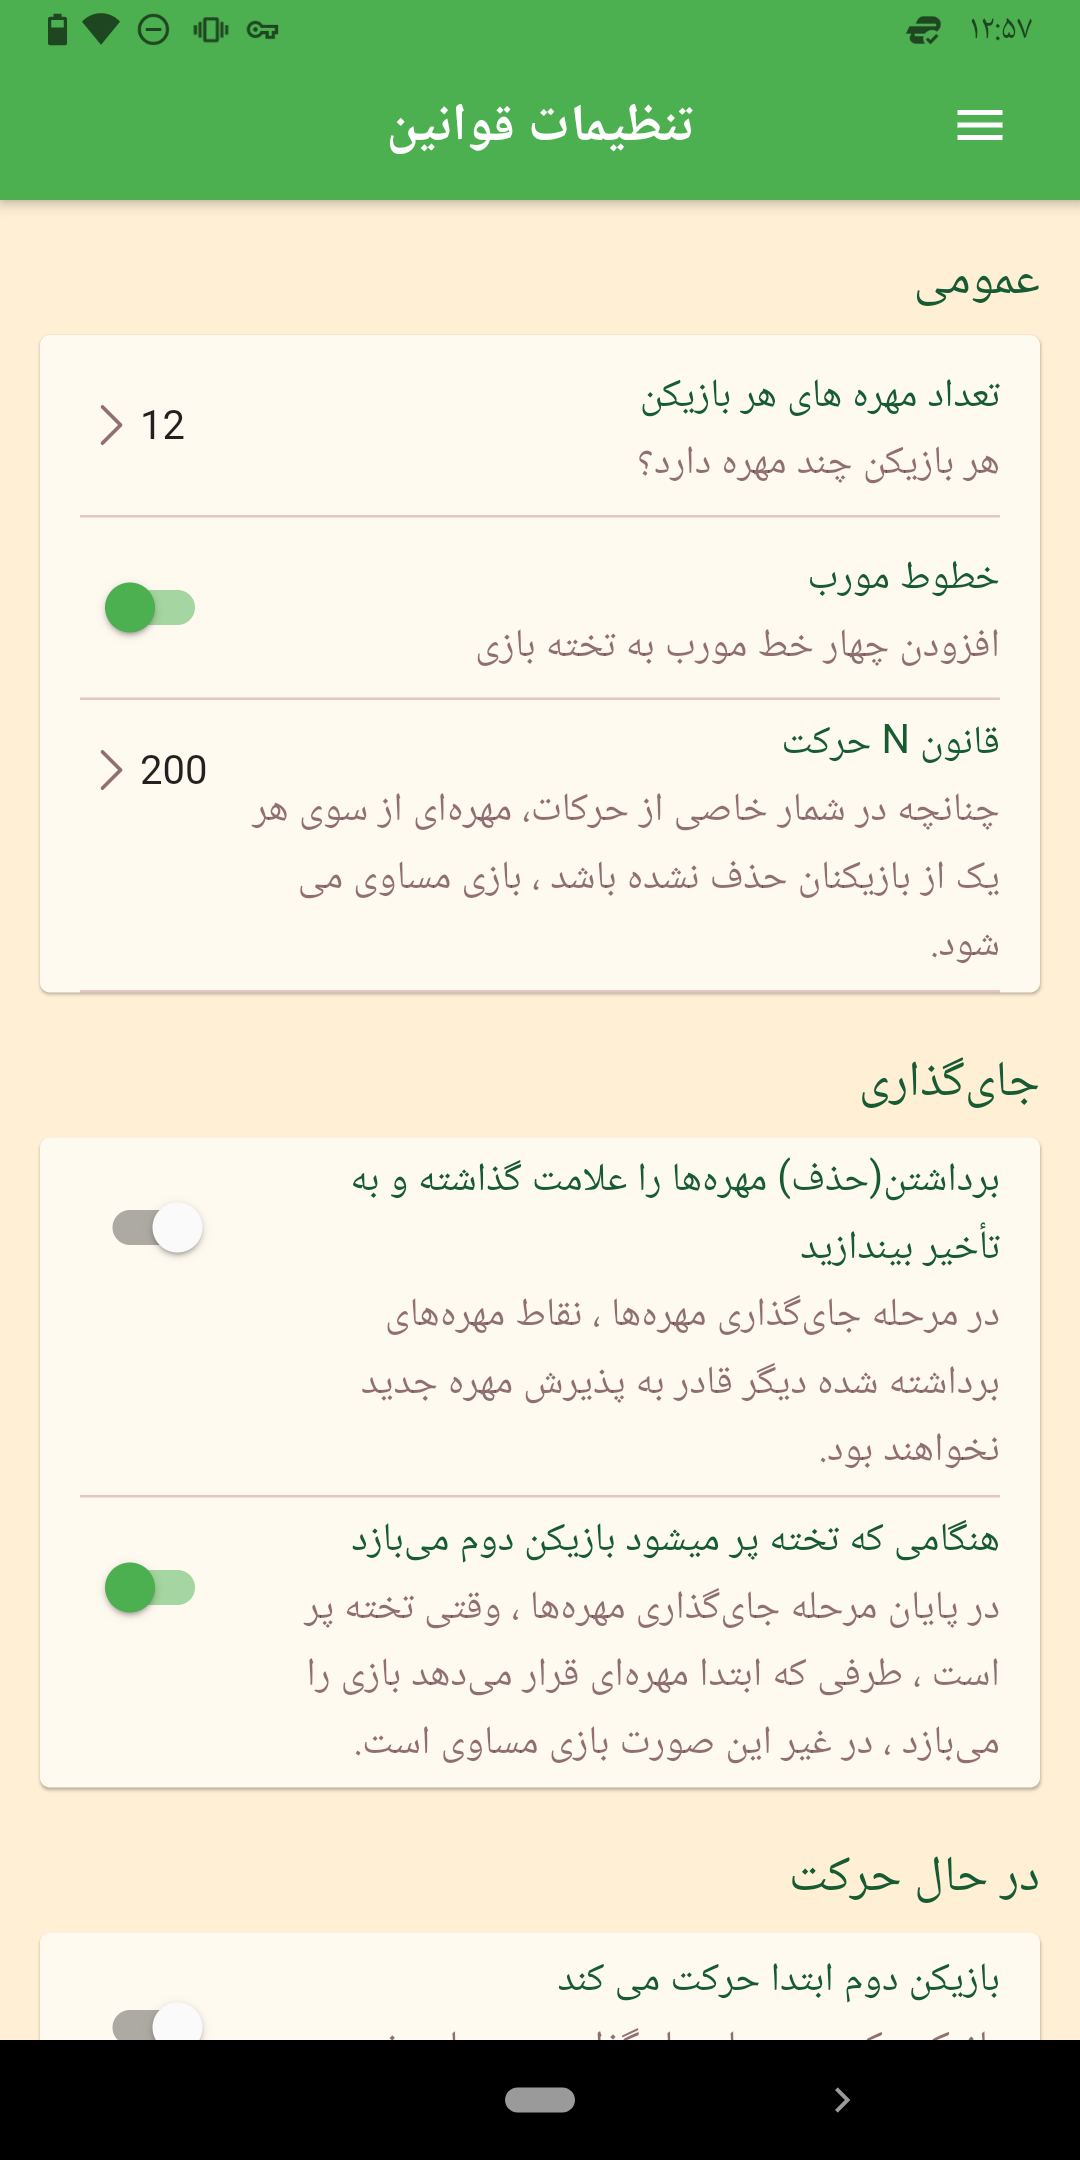 ۱۲:۵۷
تنظیمات قوانین
عمومی
تعداد مهره های هر بازیکن
هر بازیکن چند مهره دارد؟
12
خطوط مورب
افزودن چهار خط مورب به تخته بازی
قانون N حرکت
چنانچه در شمار خاصی از حرکات، مهره‌ای از سوی هر
یک از بازیکنان حذف نشده باشد ، بازی مساوی می
شود.
200
جای‌گذاری
برداشتن(حذف) مهره‌ها را علامت گذاشته و به
تأخیر بیندازید
در مرحله جای‌گذاری مهره‌ها ، نقاط مهره‌های
برداشته شده دیگر قادر به پذیرش مهره جدید
نخواهند بود.
هنگامی که تخته پر میشود بازیکن دوم می‌بازد
در پایان مرحله جای‌گذاری مهره‌ها ، وقتی تخته پر
است ، طرفی که ابتدا مهره‌ای قرار می‌دهد بازی را
می‌بازد ، در غیر این صورت بازی مساوی است.
در حال حرکت
بازیکن دوم ابتدا حرکت می کند